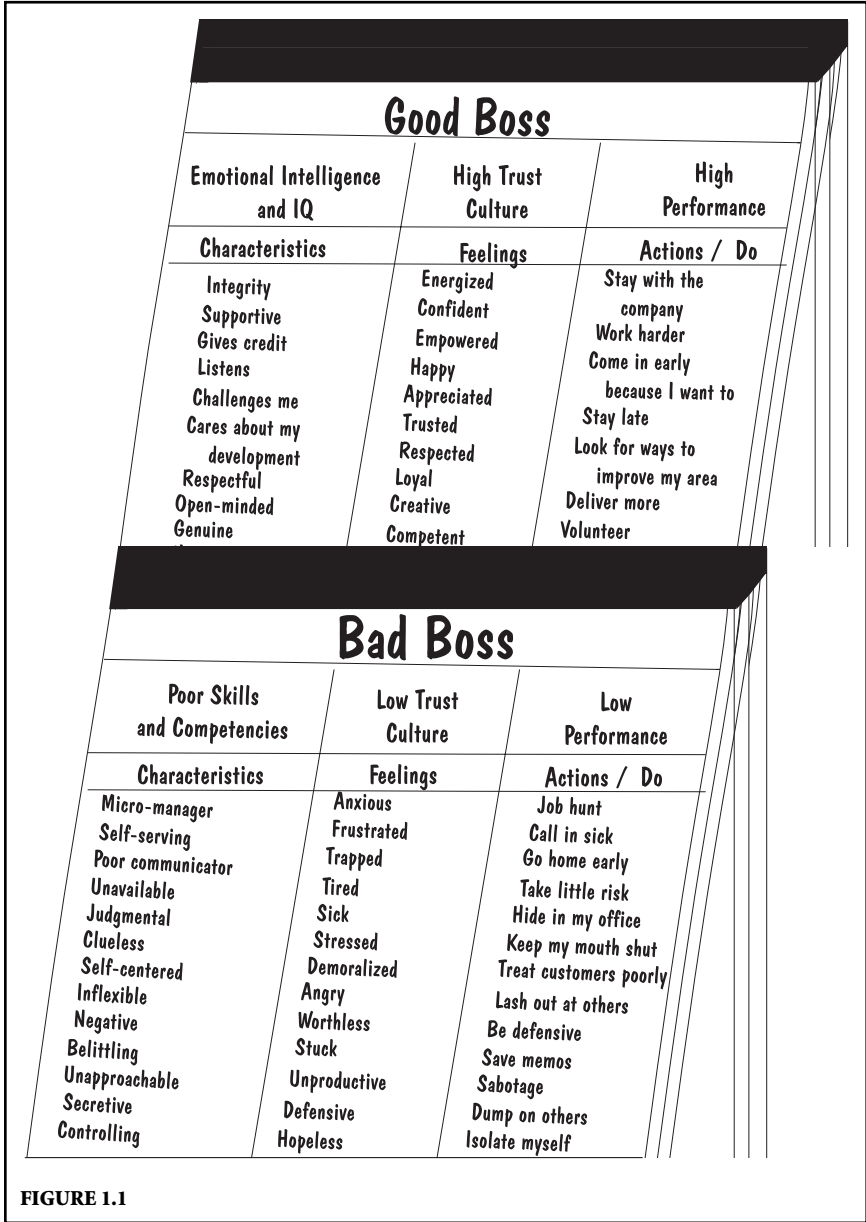 Good Boss
Emotional Intelligence
and IQ
High Trust
Culture
High
Performance
Characteristics
Feelings
Actions / Do
Integrity
Supportive
Gives credit
Listens
Challenges me
Cares about my
development
Respectful
Open-minded
Genuine
Energized
Confident
Empowered
Happy
Appreciated
Trusted
Respected
Loyal
Creative
Competent
Stay with the
company
Work harder
Come in early
because I want to
Stay late
Look for ways to
improve my area
Deliver more
Volunteer
Bad Boss
Poor Skills
and Competencies
Low Trust
Culture
Low
Performance
Characteristics
Feelings
Actions / Do
Micro-manager
Self-serving
Poor communicator
Unavailable
Judgmental
Clueless
Self-centered
Inflexible
Negative
Belittling
Unapproachable
Secretive
Controlling
Anxious
Frustrated
Trapped
Tired
Sick
Stressed
Demoralized
Angry
Worthless
Stuck
Unproductive
Defensive
Hopeless
Job hunt
Call in sick
Go home early
Take little risk
Hide in my office
Keep my mouth shut
Treat customers poorly
Lash out at others
Be defensive
Save memos
Sabotage
Dump on others
Isolate myself
FIGURE 1.1